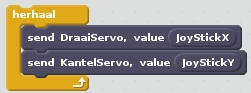 herhaal
send DraaiServo, value JoyStickX
send KantelServo, value JoyStickY